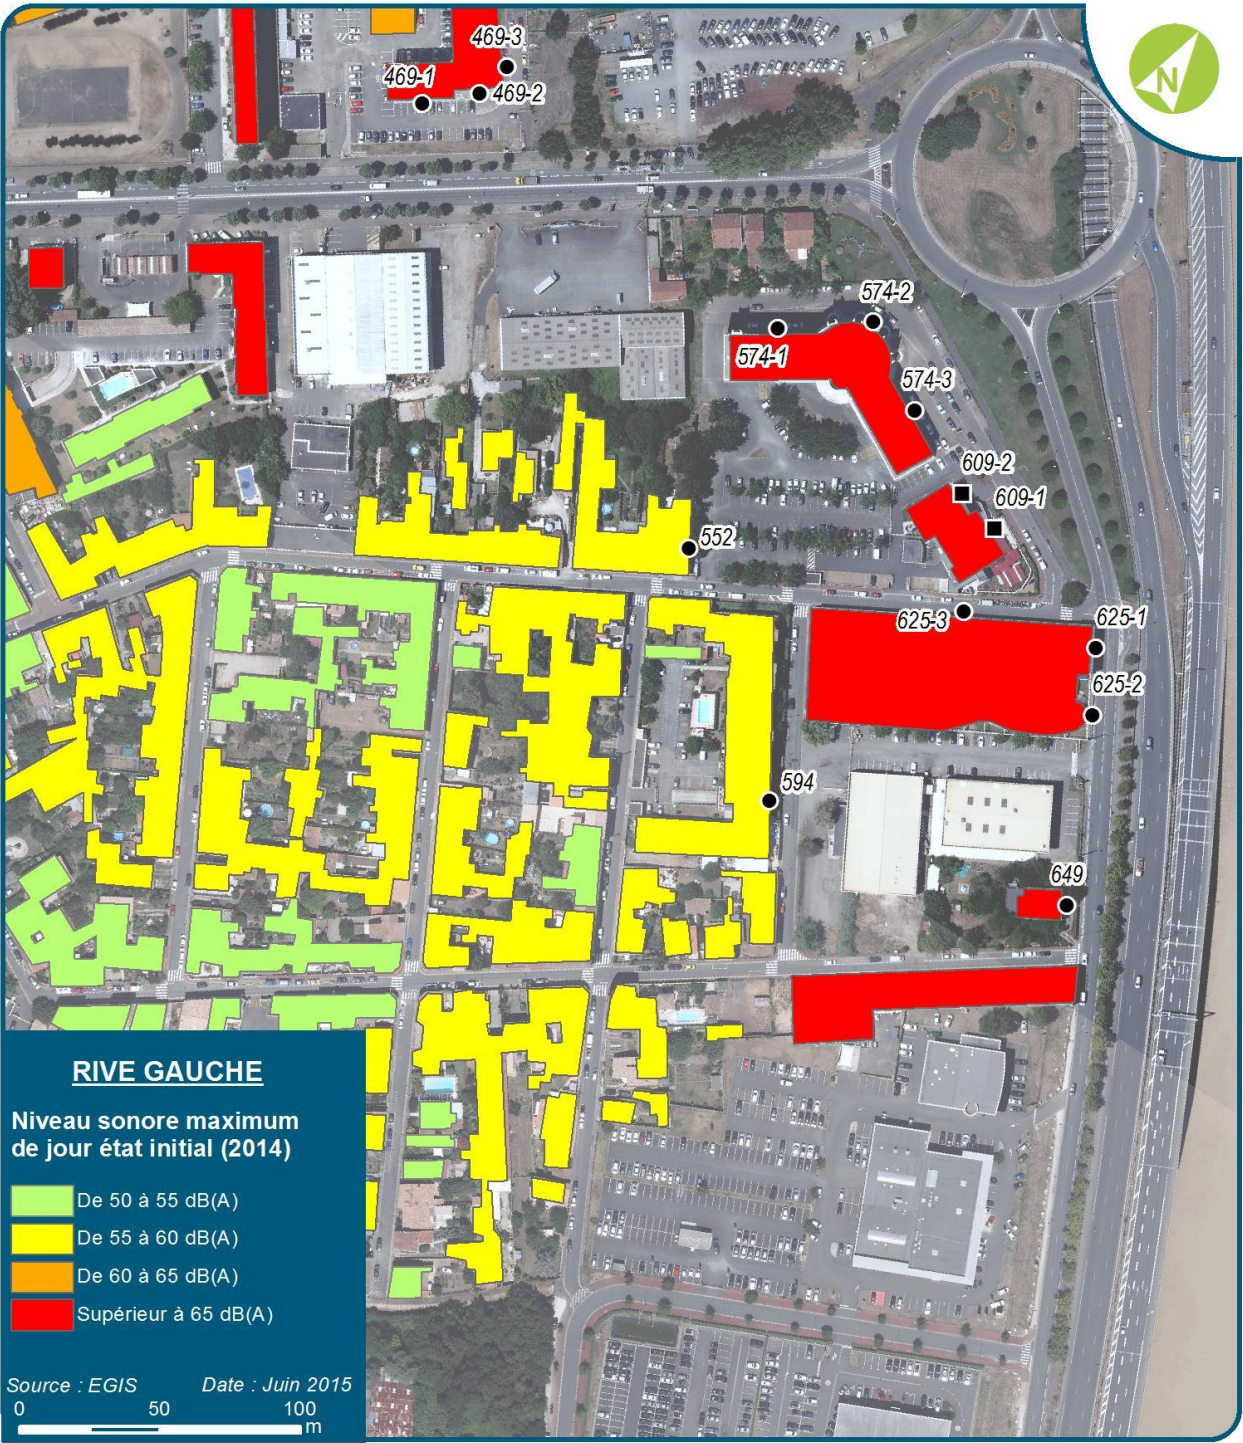 469-3
469-1
469-2
N
574-2
574-1
574-3
609-2
609-1
552
625-3
625-1
625-2
594
649
RIVE GAUCHE
Niveau sonore maximum
de jour état initial (2014)
De 50 à 55 dB(A)
De 55 à 60 dB(A)
De 60 à 65 dB(A)
Supérieur à 65 dB(A)
Source : EGIS Date : Juin 2015
0 50 100
m